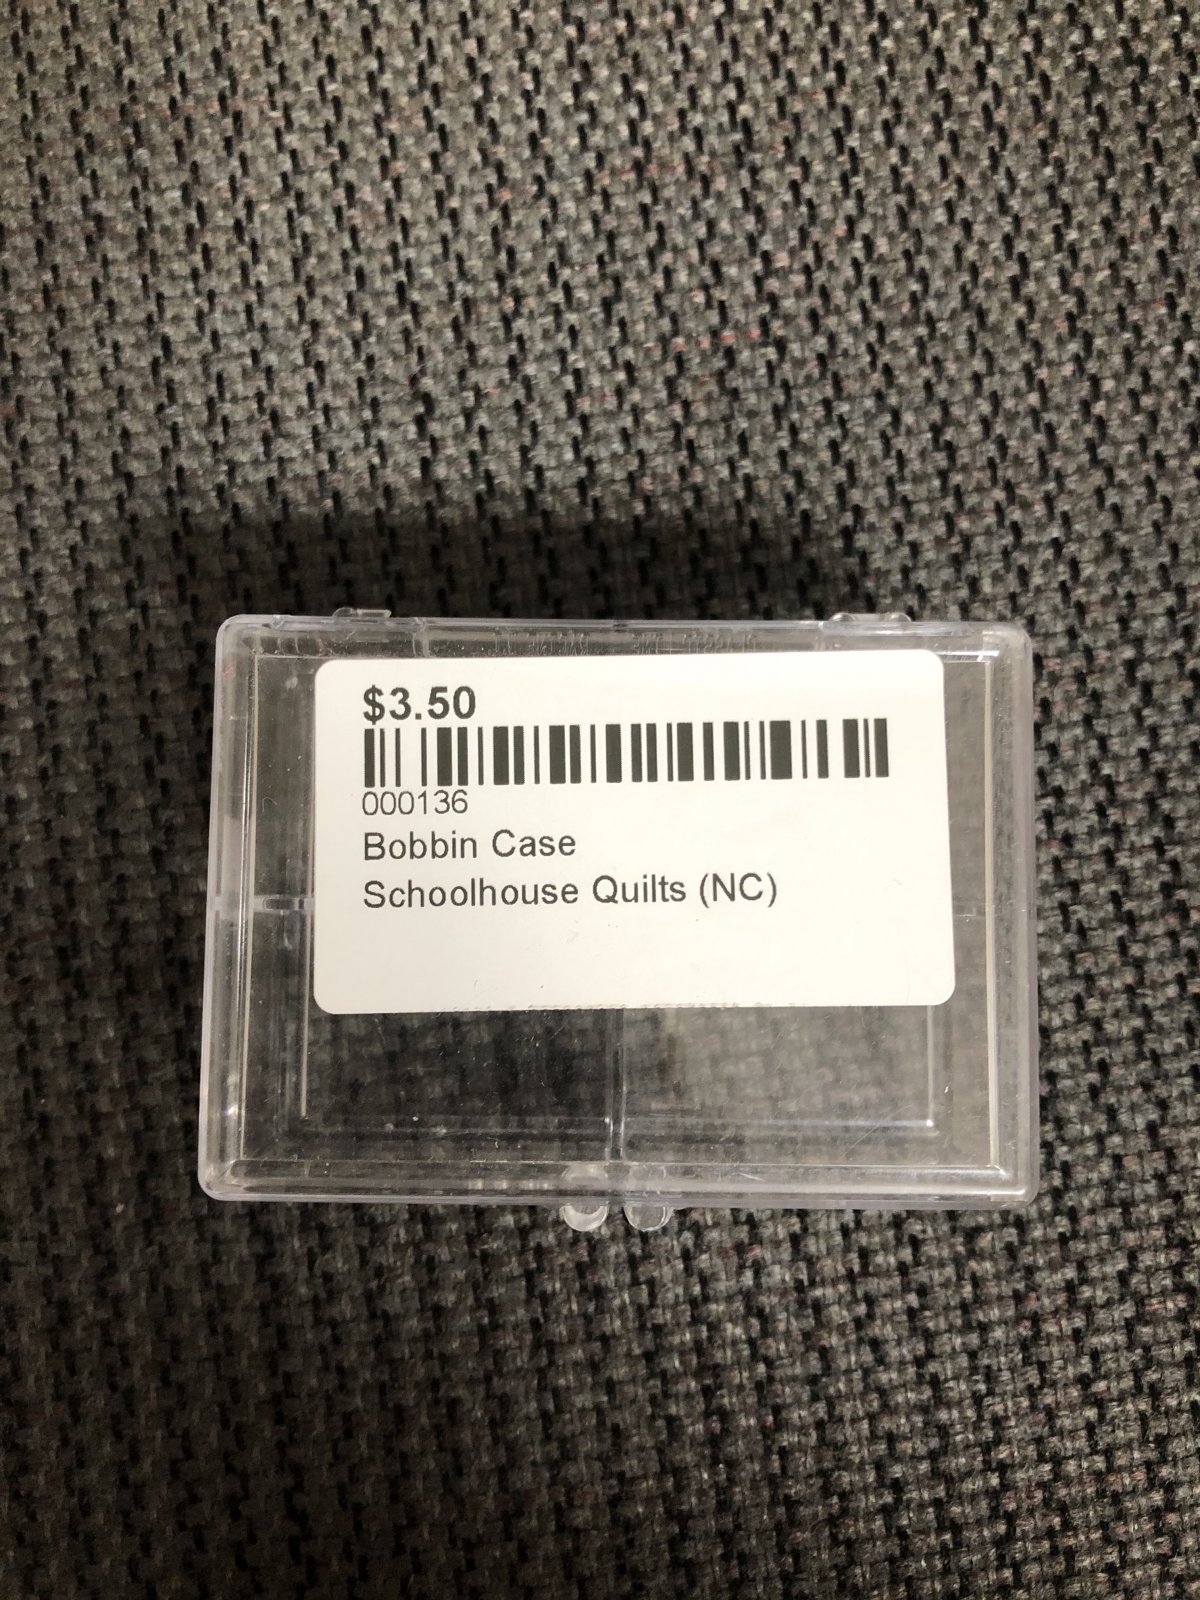 $3.50
000136
Bobbin Case
Schoolhouse Quilts (NC)